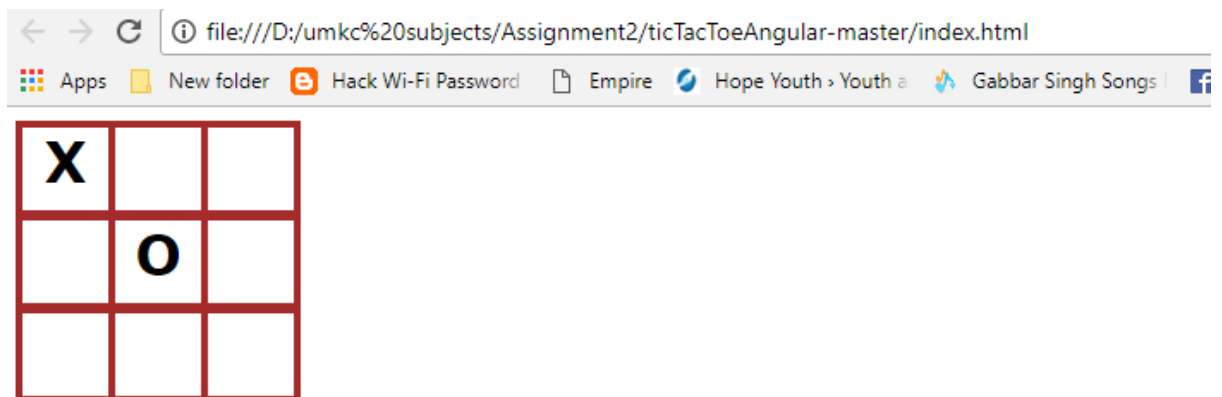 file:///D:/umkc%20subjects/Assignment2/ticTacToeAngular-master/index.html
Apps New folder Hack Wi-Fi Password Empire Hope Youth › Youth a Gabbar Singh Songs
X
O